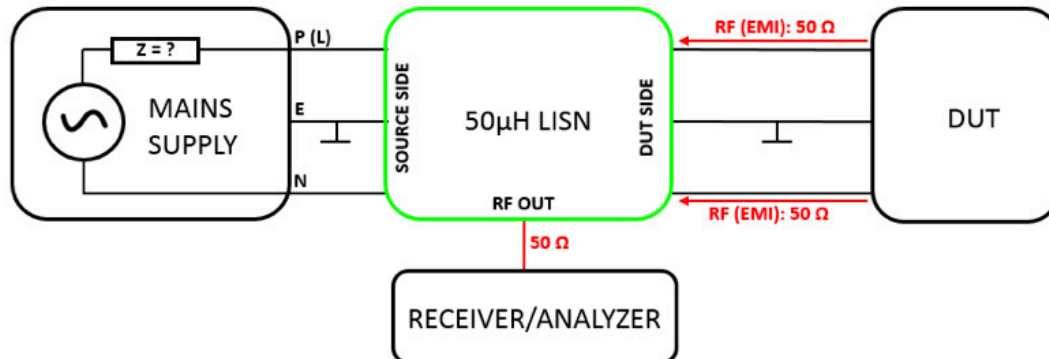 Z = ?
MAINS
SUPPLY
P (L)
E
N
SOURCE SIDE
50µH LISN
DUT SIDE
RF OUT
RF (EMI): 50 Ω
RF (EMI): 50 Ω
DUT
50 Ω
RECEIVER/ANALYZER